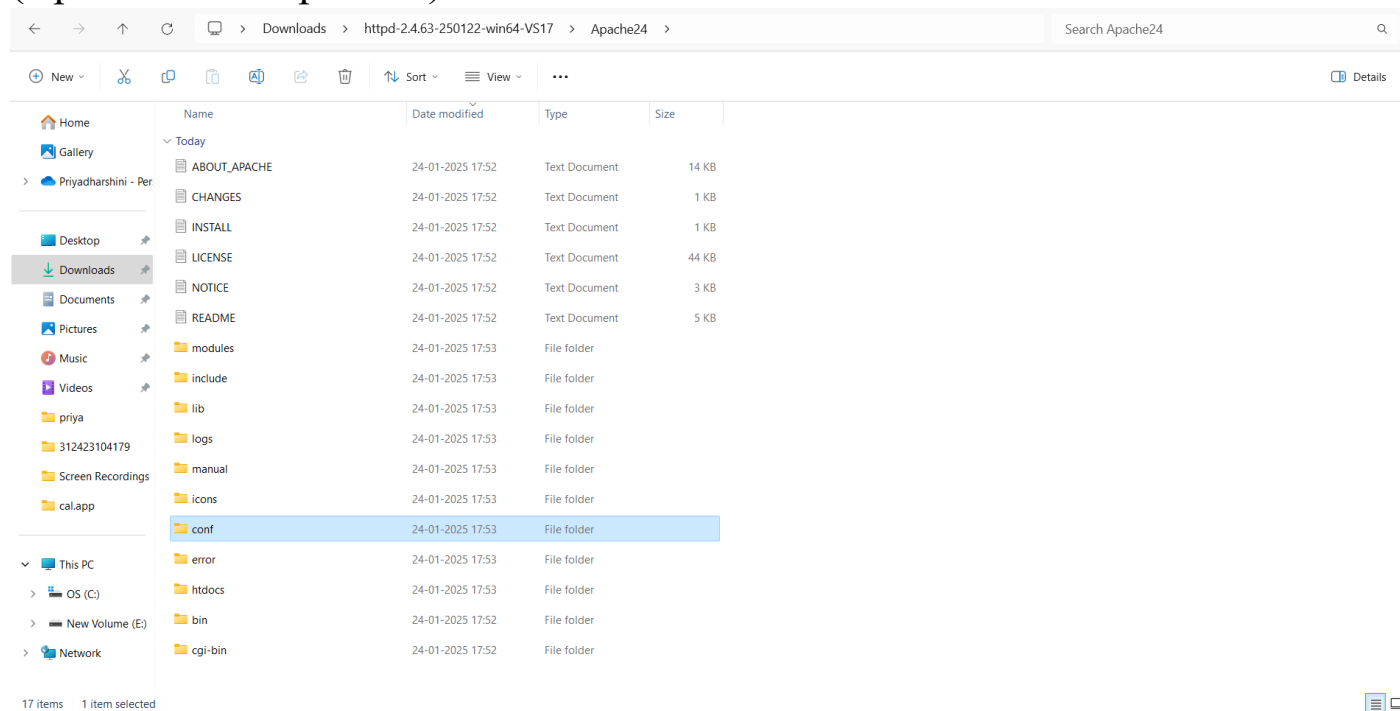 Downloads > httpd-2.4.63-250122-win64-VS17 > Apache24 >
Search Apache24
New
Sort
View
Details
Home
Gallery
Priyadharshini - Per
Desktop
Downloads
Documents
Pictures
Music
Videos
priya
312423104179
Screen Recordings
cal.app
This PC
OS (C:)
New Volume (E:)
Network
Name Date modified Type Size
Today
ABOUT_APACHE 24-01-2025 17:52 Text Document 14 KB
CHANGES 24-01-2025 17:52 Text Document 1 KB
INSTALL 24-01-2025 17:52 Text Document 1 KB
LICENSE 24-01-2025 17:52 Text Document 44 KB
NOTICE 24-01-2025 17:52 Text Document 3 KB
README 24-01-2025 17:52 Text Document 5 KB
modules 24-01-2025 17:53 File folder
include 24-01-2025 17:53 File folder
lib 24-01-2025 17:53 File folder
logs 24-01-2025 17:53 File folder
manual 24-01-2025 17:53 File folder
icons 24-01-2025 17:53 File folder
conf 24-01-2025 17:53 File folder
error 24-01-2025 17:53 File folder
htdocs 24-01-2025 17:53 File folder
bin 24-01-2025 17:52 File folder
cgi-bin 24-01-2025 17:52 File folder
17 items 1 item selected